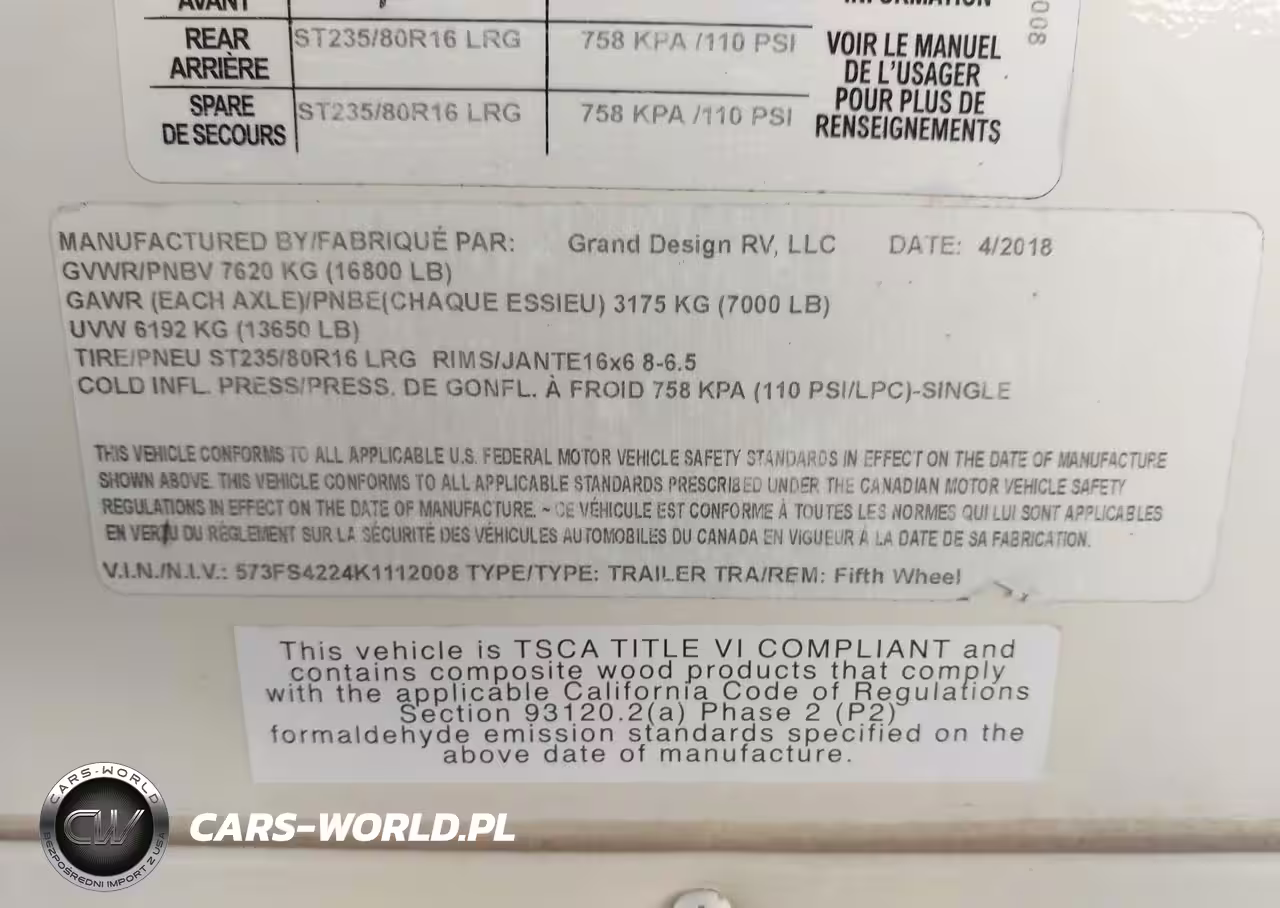 AVANT
INFORMATION
008
REAR ST235/80R16 LRG 758 KPA /110 PSI
ARRIÈRE
SPARE ST235/80R16 LRG 758 KPA /110 PSI
DE SECOURS
VOIR LE MANUEL
DE L'USAGER
POUR PLUS DE
RENSEIGNEMENTS
MANUFACTURED BY/FABRIQUÉ PAR: Grand Design RV, LLC DATE: 4/2018
GVWR/PNBV 7620 KG (16800 LB)
GAWR (EACH AXLE)/PNBE(CHAQUE ESSIEU) 3175 KG (7000 LB)
UVW 6192 KG (13650 LB)
TIRE/PNEU ST235/80R16 LRG RIMS/JANTE16x6 8-6.5
COLD INFL. PRESS/PRESS. DE GONFL. À FROID 758 KPA (110 PSI/LPC)-SINGLE
THIS VEHICLE CONFORMS TO ALL APPLICABLE U.S. FEDERAL MOTOR VEHICLE SAFETY STANDARDS IN EFFECT ON THE DATE OF MANUFACTURE
SHOWN ABOVE. THIS VEHICLE CONFORMS TO ALL APPLICABLE STANDARDS PRESCRIBED UNDER THE CANADIAN MOTOR VEHICLE SAFETY
REGULATIONS IN EFFECT ON THE DATE OF MANUFACTURE. ~ CE VÉHICULE EST CONFORME À TOUTES LES NORMES QUI LUI SONT APPLICABLES
EN VERTU DU RÉGLEMENT SUR LA SÉCURITÉ DES VÉHICULES AUTOMOBILES DU CANADA EN VIGUEUR À LA DATE DE SA FABRICATION.
V.I.N./N.I.V.: 573FS4224K1112008 TYPE/TYPE: TRAILER TRA/REM: Fifth Wheel
This vehicle is TSCA TITLE VI COMPLIANT and
contains composite wood products that comply
with the applicable California Code of Regulations
Section 93120.2(a) Phase 2 (P2)
formaldehyde emission standards specified on the
above date of manufacture.
CARS-WORLD
CW
BEZPOŚREDNI IMPORT Z USA
CARS-WORLD.PL